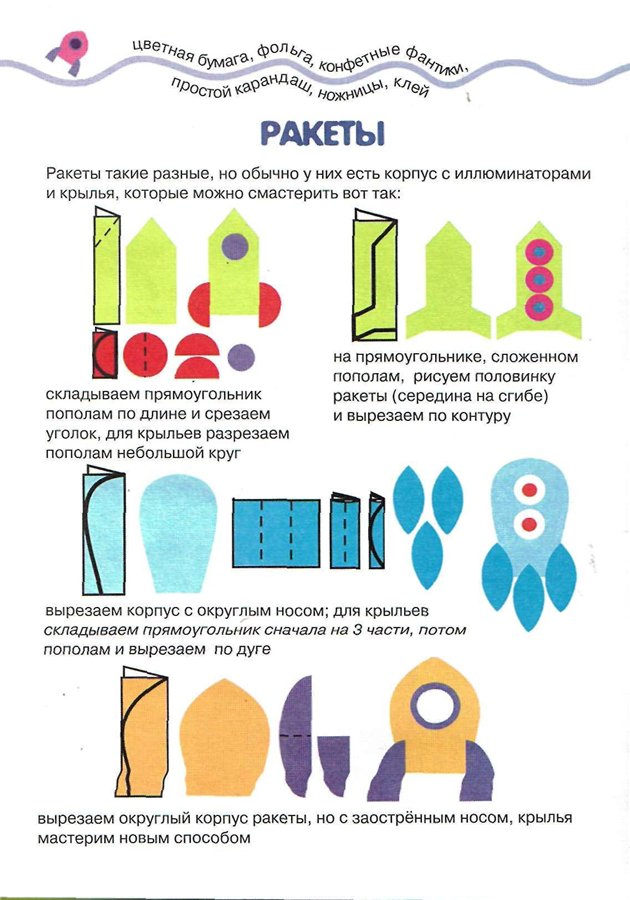 цветная бумага, фольга, конфетные фантики,
простой карандаш, ножницы, клей
РАКЕТЫ
Ракеты такие разные, но обычно у них есть корпус с иллюминаторами
и крылья, которые можно смастерить вот так:
складываем прямоугольник
пополам по длине и срезаем
уголок, для крыльев разрезаем
пополам небольшой круг
на прямоугольнике, сложенном
пополам, рисуем половинку
ракеты (середина на сгибе)
и вырезаем по контуру
вырезаем корпус с округлым носом; для крыльев
складываем прямоугольник сначала на 3 части, потом
пополам и вырезаем по дуге
вырезаем округлый корпус ракеты, но с заострённым носом, крылья
мастерим новым способом